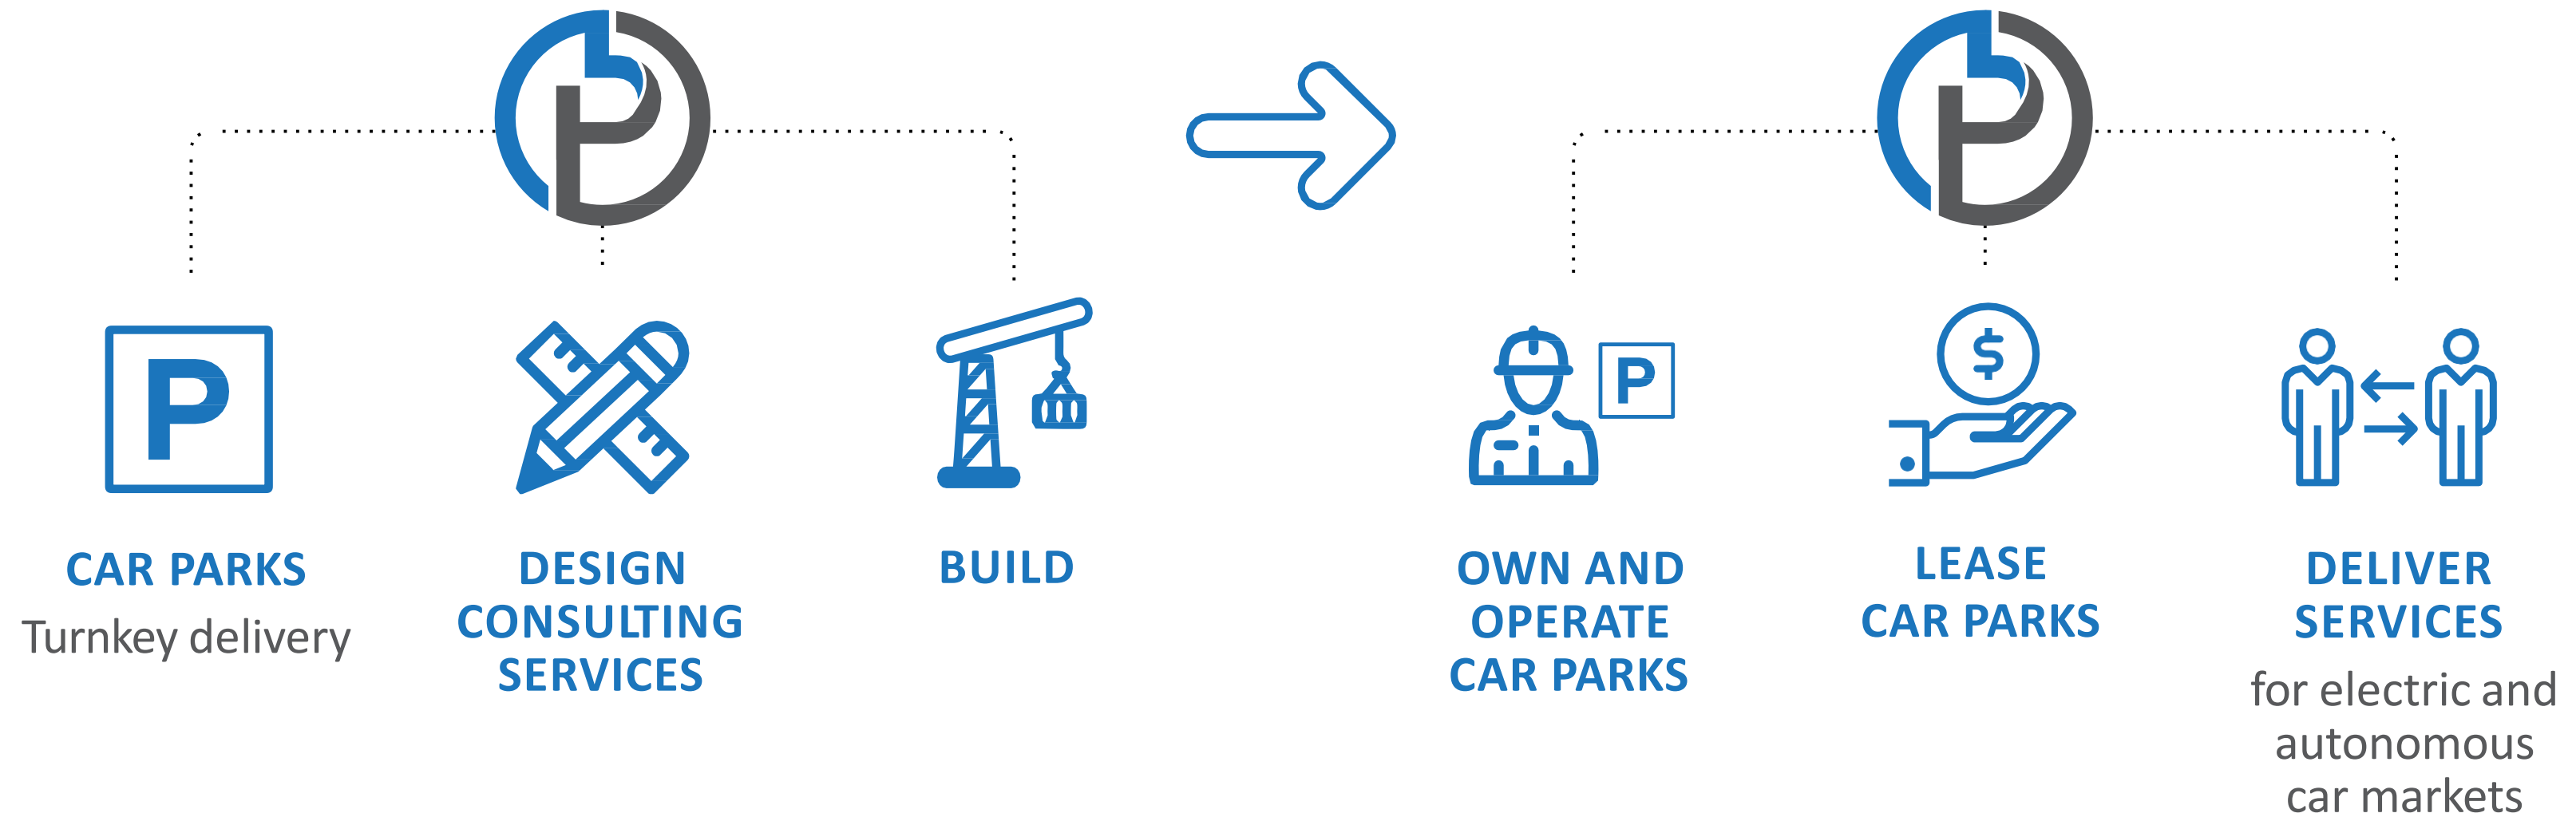 P
CAR PARKS
Turnkey delivery
DESIGN
CONSULTING
SERVICES
BUILD
P
OWN AND
OPERATE
CAR PARKS
$
LEASE
CAR PARKS
DELIVER
SERVICES
for electric and
autonomous
car markets